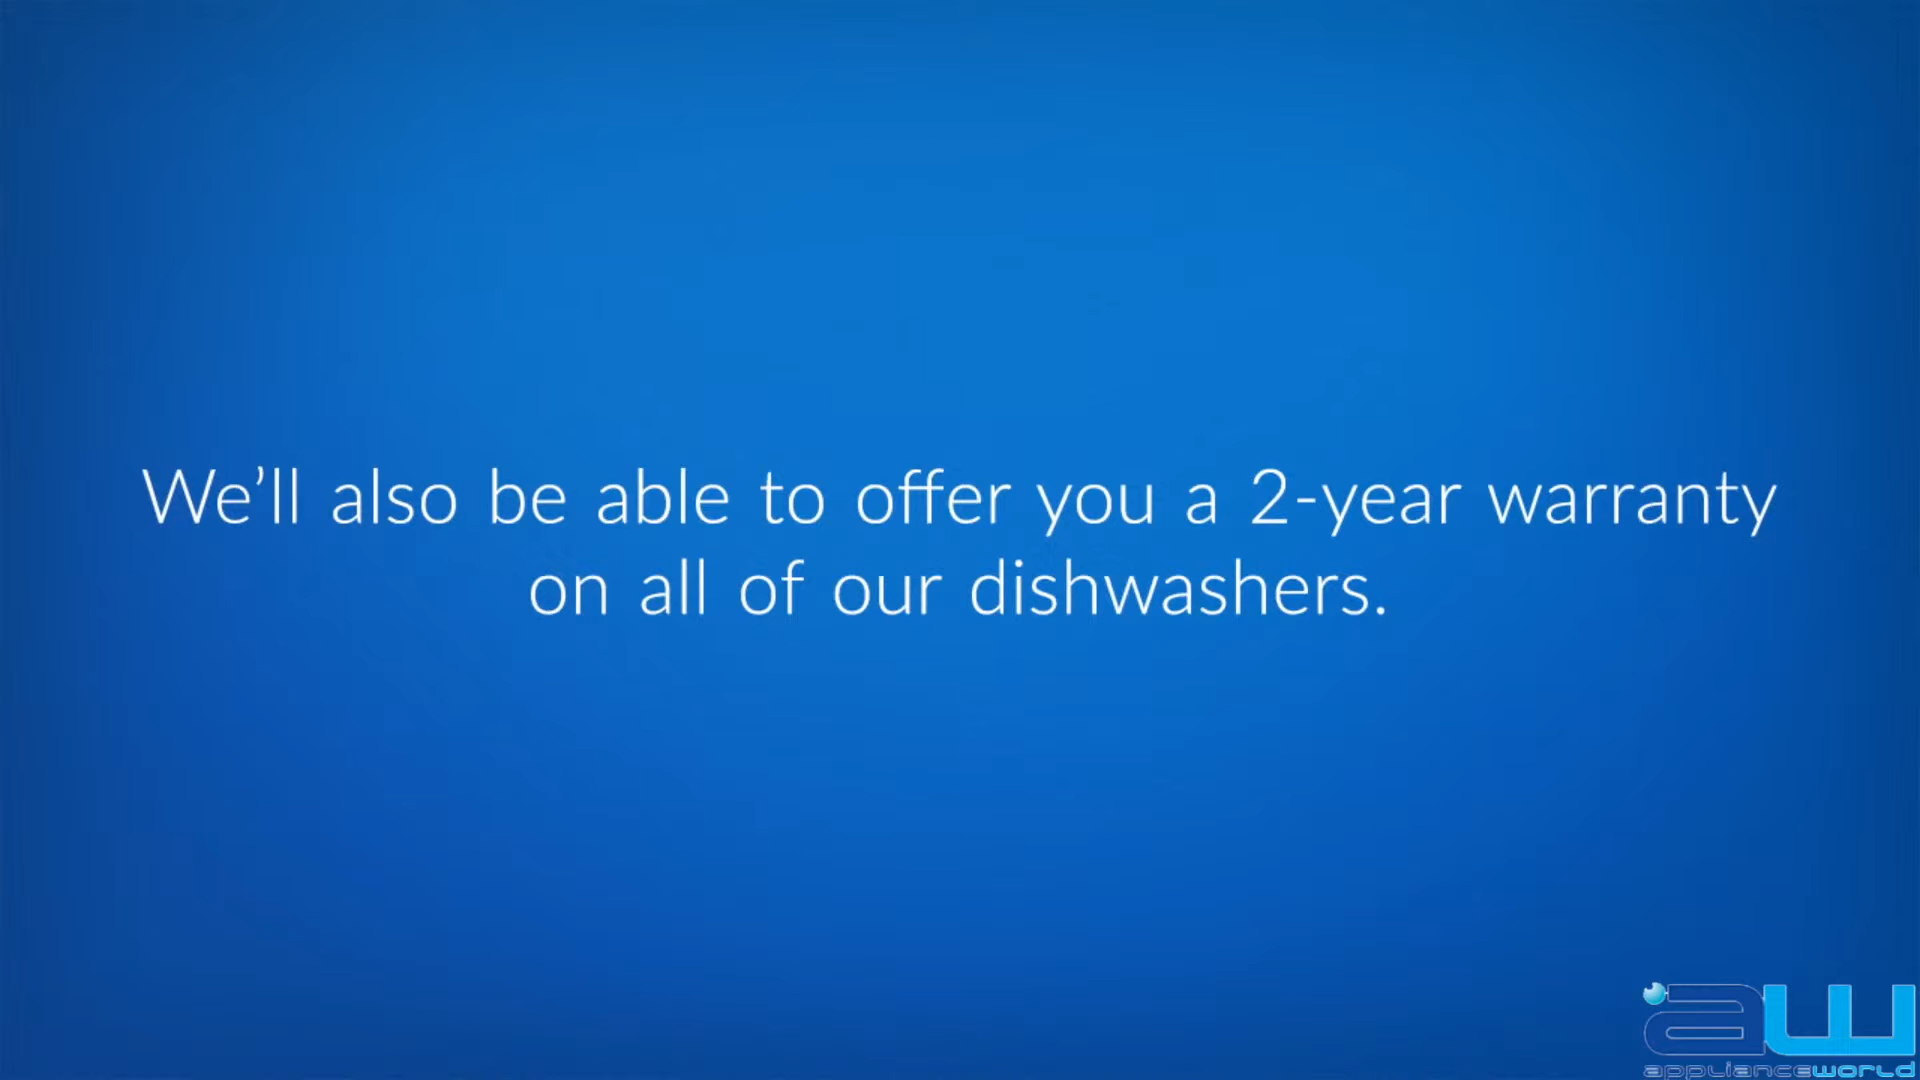 We'll also be able to offer you a 2-year warranty
on all of our dishwashers.
aw
applianceworld